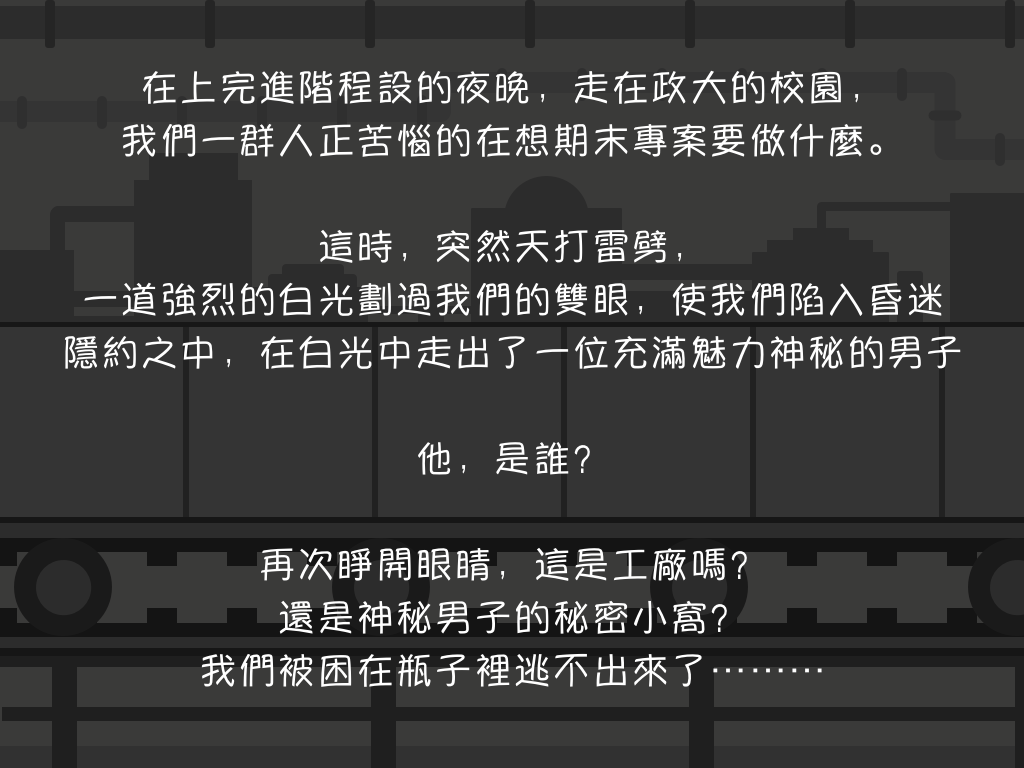 在上完進階程設的夜晚，走在政大的校園，
我們一群人正苦惱的在想期末專案要做什麼。
這時，突然天打雷劈，
一道強烈的白光劃過我們的雙眼，使我們陷入昏迷
隱約之中，在白光中走出了一位充滿魅力神秘的男子
他，是誰?
再次睜開眼睛，這是工廠嗎?
還是神秘男子的秘密小窩?
我們被困在瓶子裡逃不出來了………